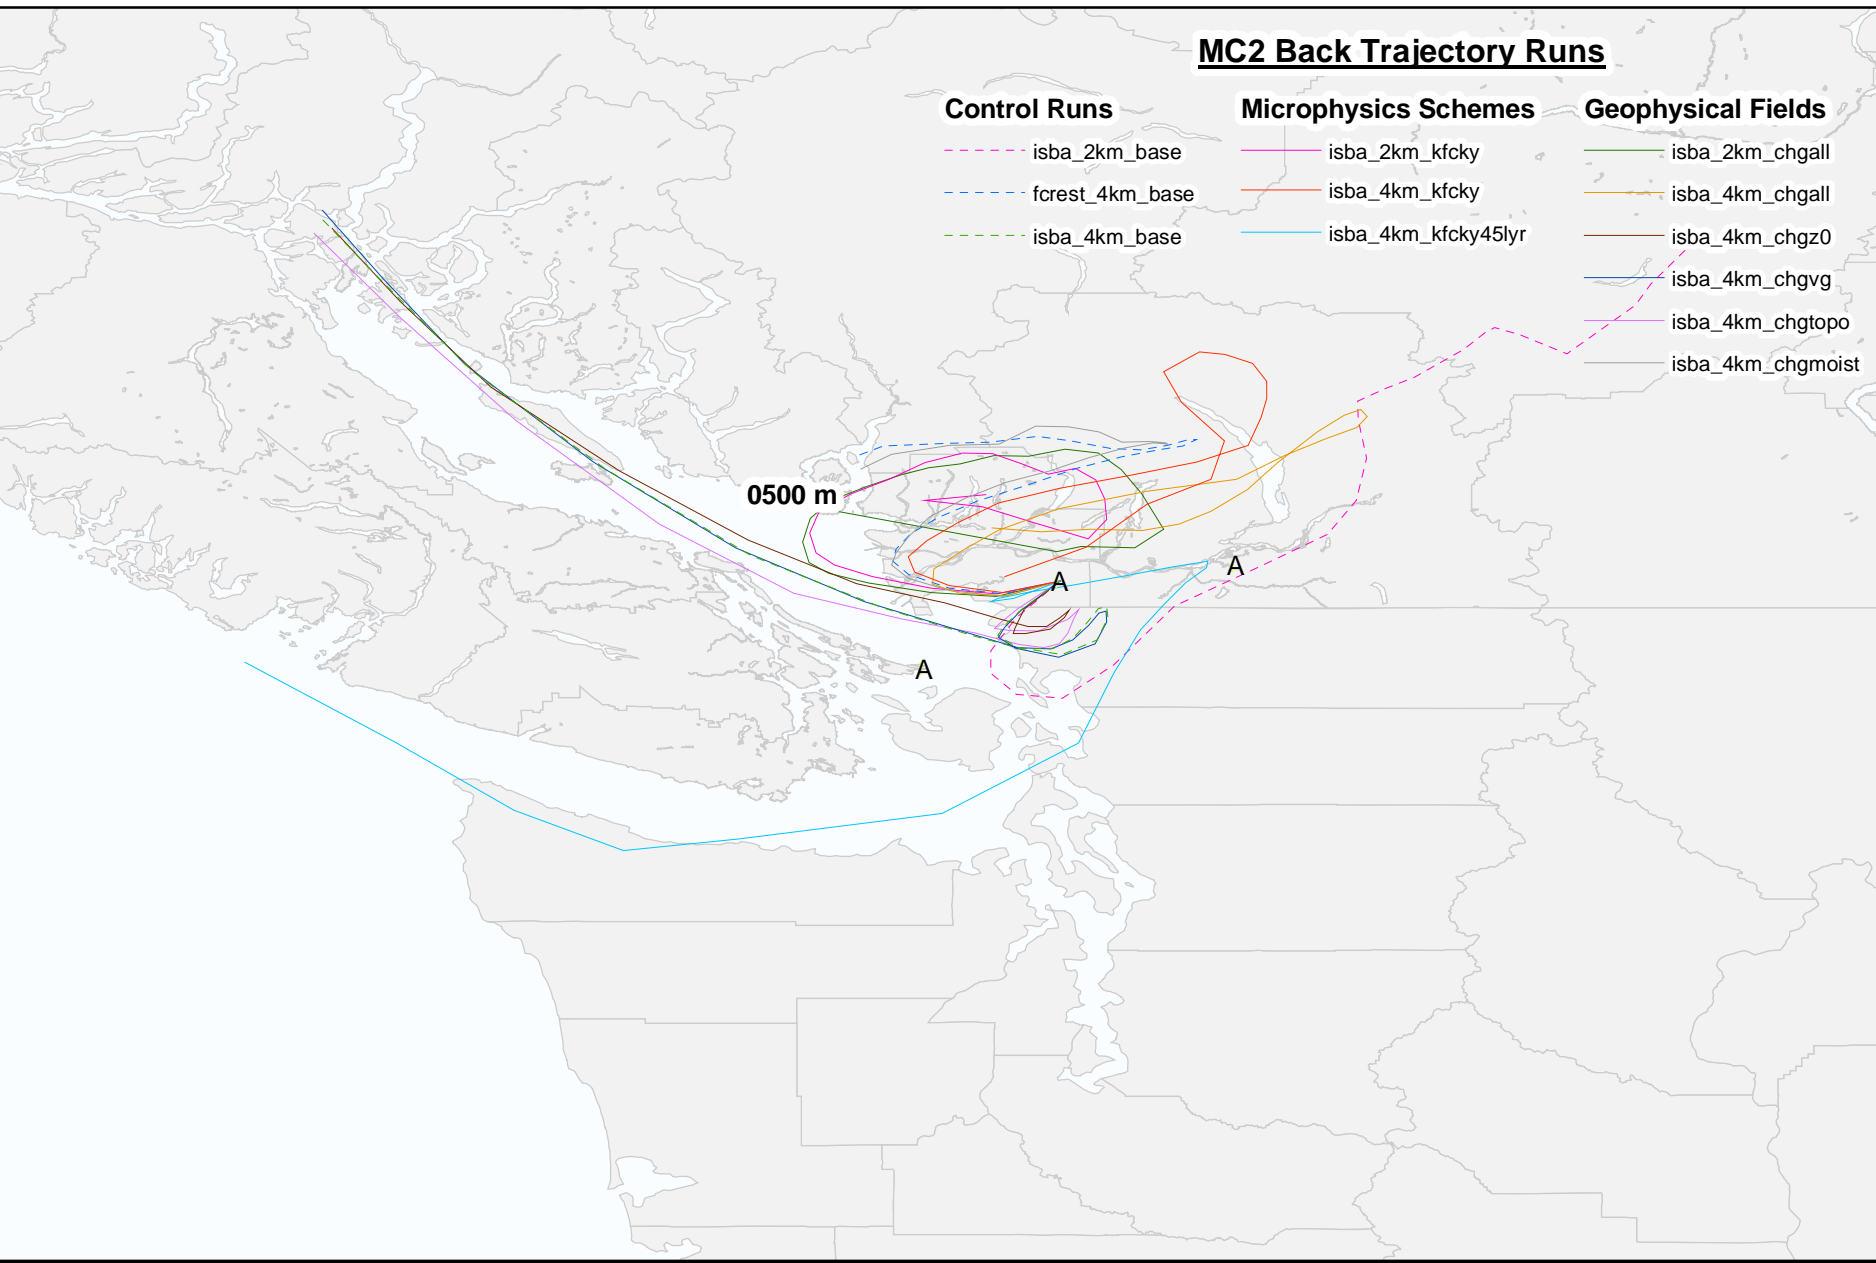 MC2 Back Trajectory Runs
Control Runs
isba_2km_base
fcrest_4km_base
isba_4km_base
Microphysics Schemes
isba_2km_kfcky
isba_4km_kfcky
isba_4km_kfcky45lyr
Geophysical Fields
isba_2km_chgall
isba_4km_chgall
isba_4km_chgz0
isba_4km_chgvg
isba_4km_chgtopo
isba_4km_chgmoist
0500 m
A
A
A